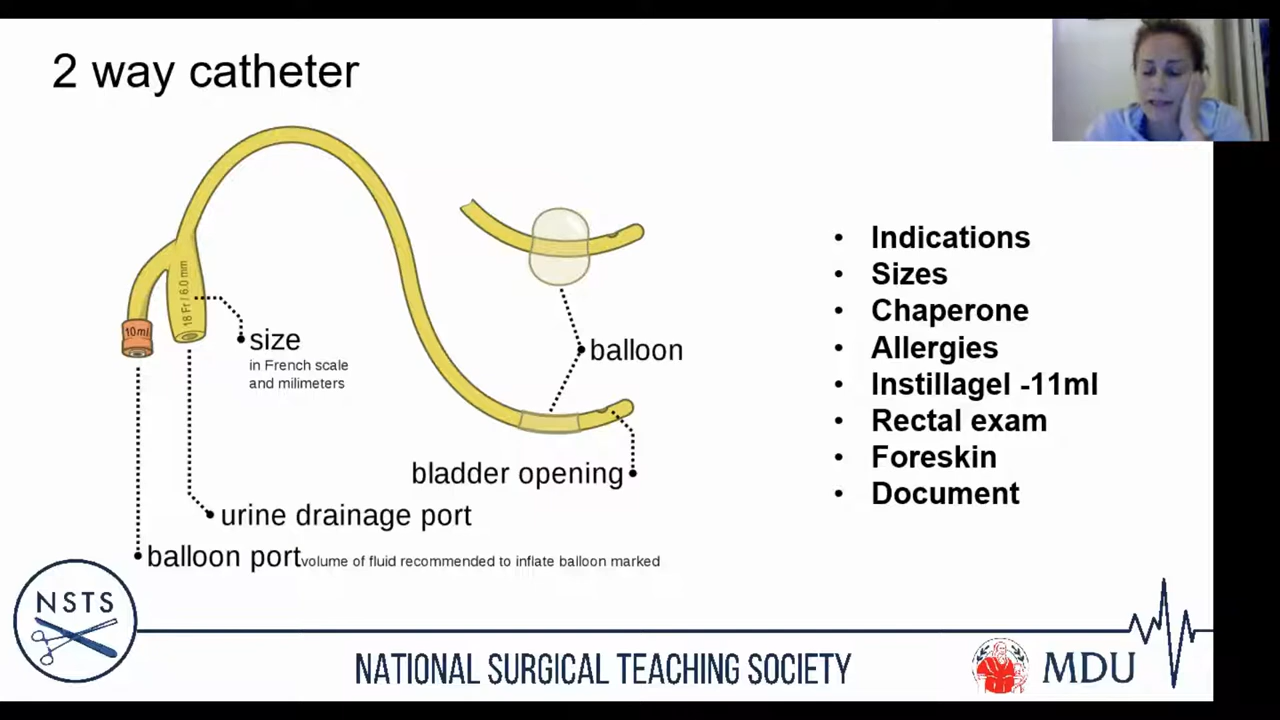 2 way catheter
18 Fr / 6.0 mm
10ml
size
in French scale
and milimeters
balloon
bladder opening
urine drainage port
balloon port volume of fluid recommended to inflate balloon marked
• Indications
• Sizes
• Chaperone
• Allergies
• Instillagel -11ml
• Rectal exam
• Foreskin
• Document
NSTS
NATIONAL SURGICAL TEACHING SOCIETY
MDU